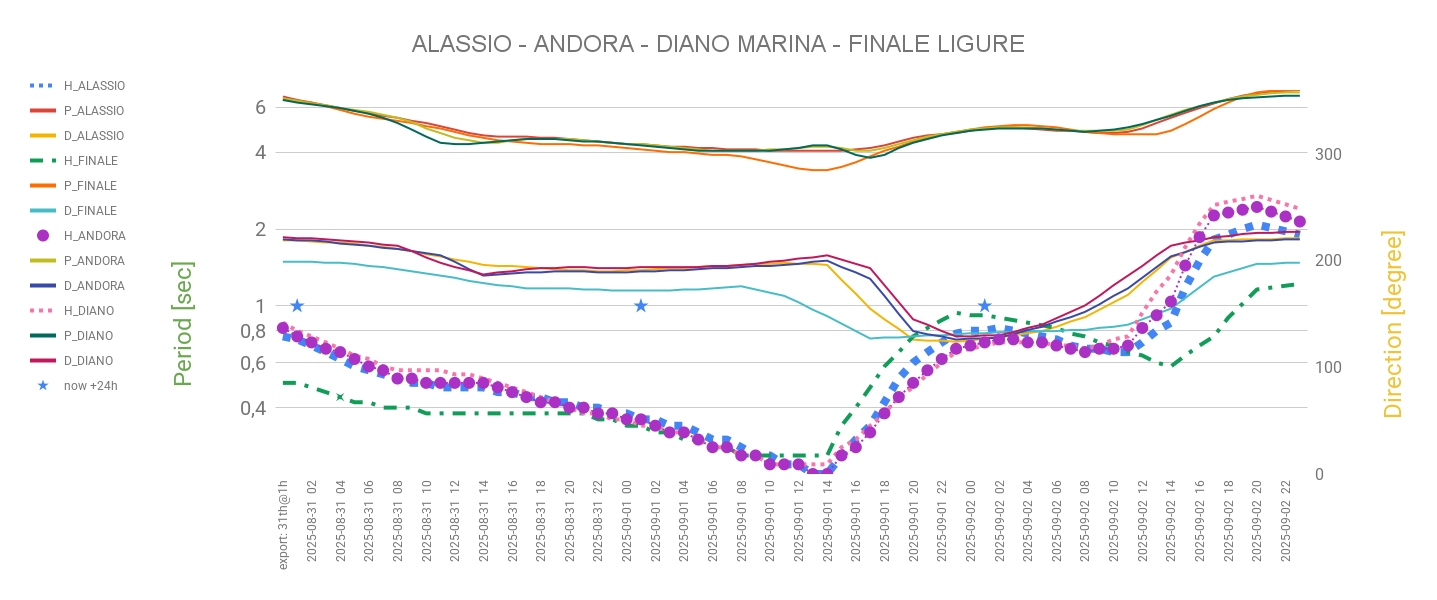 ALASSIO - ANDORA - DIANO MARINA - FINALE LIGURE
H_ALASSIO
P_ALASSIO
D_ALASSIO
H_FINALE
P_FINALE
D_FINALE
H_ANDORA
P_ANDORA
D_ANDORA
H_DIANO
P_DIANO
D_DIANO
now +24h
Period [sec]
6
4
2
1
0,8
0,6
0,4
300
200
100
0
Direction [degree]
export: 31th@1h
2025-08-31 02
2025-08-31 04
2025-08-31 06
2025-08-31 08
2025-08-31 10
2025-08-31 12
2025-08-31 14
2025-08-31 16
2025-08-31 18
2025-08-31 20
2025-08-31 22
2025-09-01 00
2025-09-01 02
2025-09-01 04
2025-09-01 06
2025-09-01 08
2025-09-01 10
2025-09-01 12
2025-09-01 14
2025-09-01 16
2025-09-01 18
2025-09-01 20
2025-09-01 22
2025-09-02 00
2025-09-02 02
2025-09-02 04
2025-09-02 06
2025-09-02 08
2025-09-02 10
2025-09-02 12
2025-09-02 14
2025-09-02 16
2025-09-02 18
2025-09-02 20
2025-09-02 22